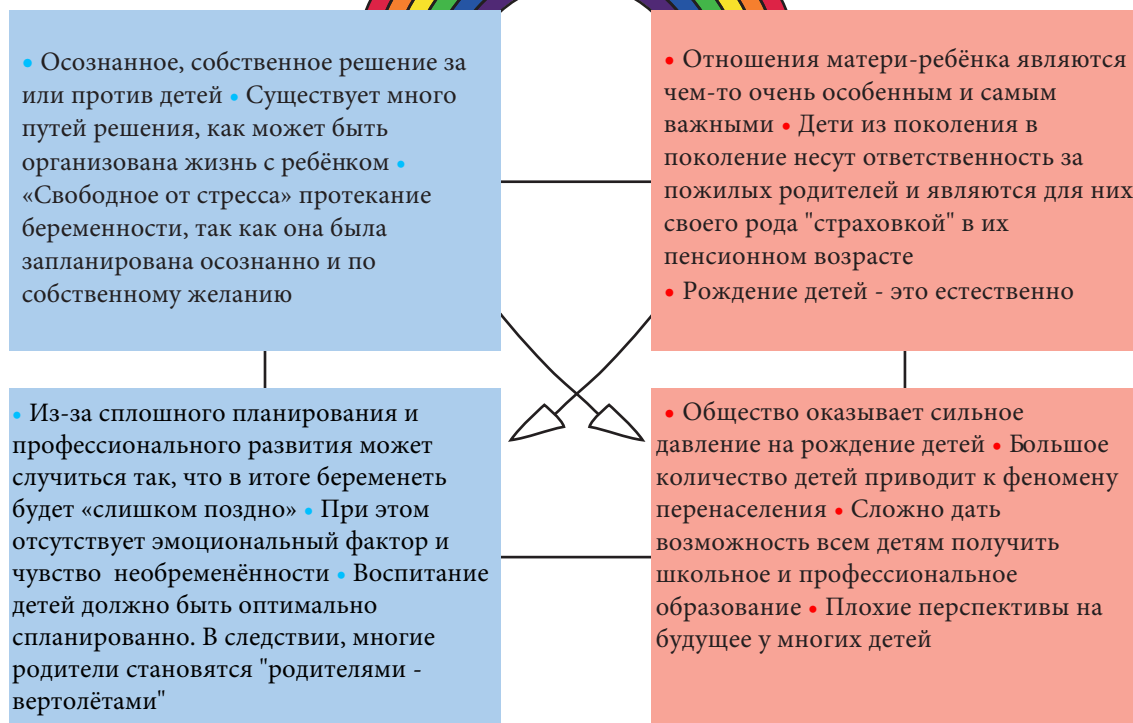 • Осознанное, собственное решение за
или против детей • Существует много
путей решения, как может быть
организована жизнь с ребёнком •
«Свободное от стресса» протекание
беременности, так как она была
запланирована осознанно и по
собственному желанию
• Отношения матери-ребёнка являются
чем-то очень особенным и самым
важными • Дети из поколения в
поколение несут ответственность за
пожилых родителей и являются для них
своего рода "страховкой" в их
пенсионном возрасте
• Рождение детей - это естественно
• Из-за сплошного планирования и
профессионального развития может
случиться так, что в итоге беременеть
будет «слишком поздно» • При этом
отсутствует эмоциональный фактор и
чувство необременённости • Воспитание
детей должно быть оптимально
спланированно. В следствии, многие
родители становятся "родителями -
вертолётами"
• Общество оказывает сильное
давление на рождение детей • Большое
количество детей приводит к феномену
перенаселения • Сложно дать
возможность всем детям получить
школьное и профессиональное
образование • Плохие перспективы на
будущее у многих детей